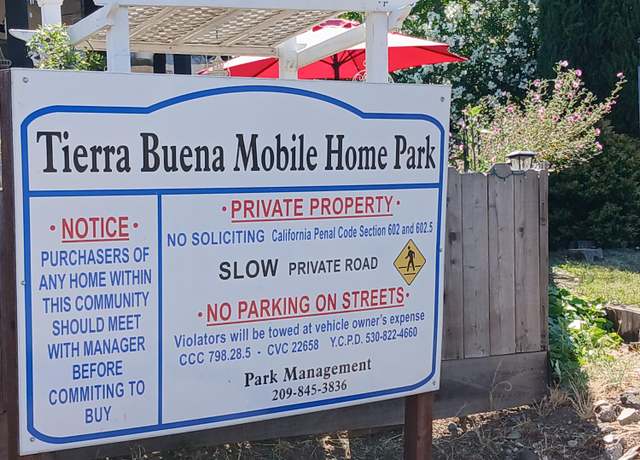 Tierra Buena Mobile Home Park
• NOTICE •
PURCHASERS OF
ANY HOME WITHIN
THIS COMMUNITY
SHOULD MEET
WITH MANAGER
BEFORE
COMMITING TO
BUY
• PRIVATE PROPERTY •
NO SOLICITING California Penal Code Section 602 and 602.5
SLOW PRIVATE ROAD
• NO PARKING ON STREETS •
Violators will be towed at vehicle owner's expense
CCC 798.28.5 - CVC 22658 Y.C.P.D. 530-822-4660
Park Management
209-845-3836